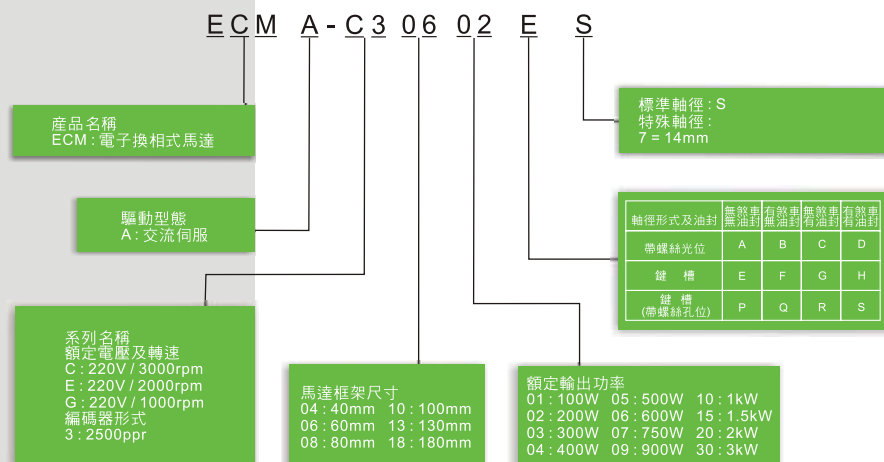 ECM A-C3 06 02 E S
產品名稱
ECM : 電子換相式馬達
驅動型態
A : 交流伺服
系列名稱
額定電壓及轉速
C : 220V / 3000rpm
E : 220V / 2000rpm
G : 220V / 1000rpm
編碼器形式
3 : 2500ppr
馬達框架尺寸
04 : 40mm 10 : 100mm
06 : 60mm 13 : 130mm
08 : 80mm 18 : 180mm
額定輸出功率
01 : 100W 05 : 500W 10 : 1kW
02 : 200W 06 : 600W 15 : 1.5kW
03 : 300W 07 : 750W 20 : 2kW
04 : 400W 09 : 900W 30 : 3kW
標準軸徑 : S
特殊軸徑 :
7 = 14mm
軸徑形式及油封 無煞車無油封 有煞車無油封 無煞車有油封 有煞車有油封
帶螺絲光位 A B C D
鍵 槽 E F G H
鍵 槽
(帶螺絲孔位) P Q R S